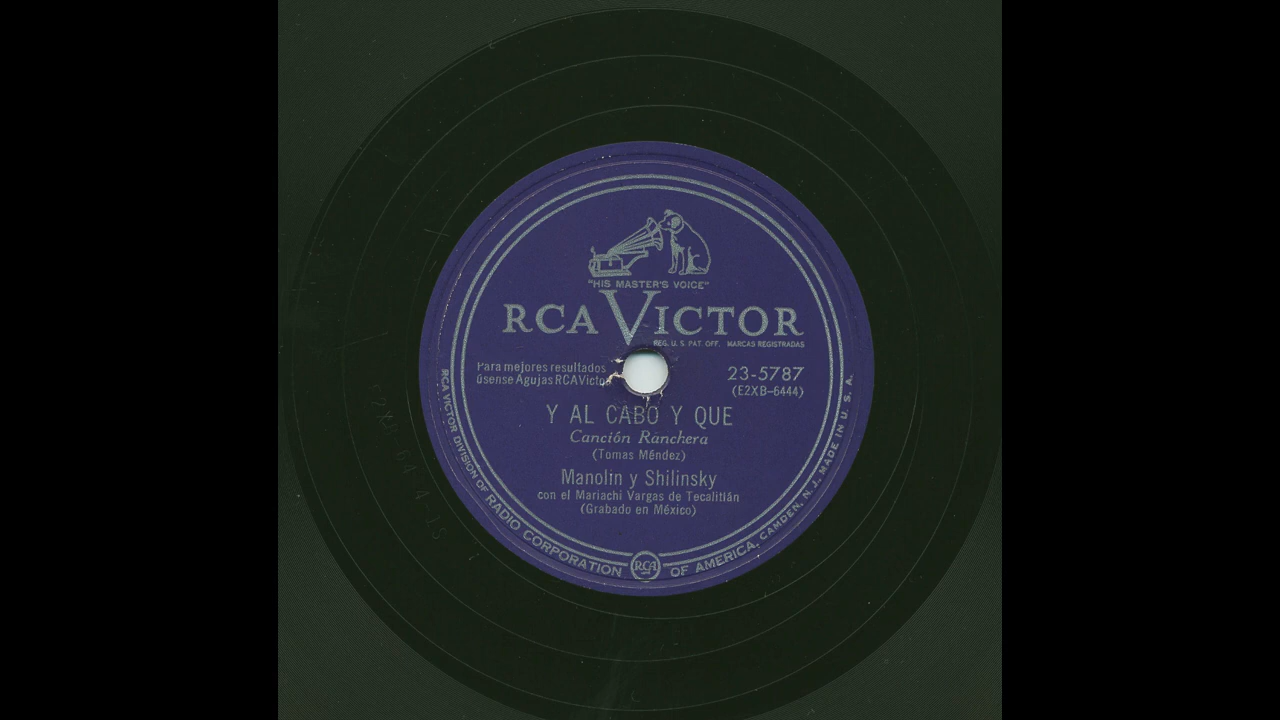 "HIS MASTER'S VOICE"
RCA VICTOR
REG. U. S. PAT. OFF. MARCAS REGISTRADAS
Para mejores resultados
úsense Agujas RCA Victor
23-5787
(E2XB-6444)
Y AL CABO Y QUE
Canción Ranchera
(Tomas Méndez)
Manolin y Shilinsky
con el Mariachi Vargas de Tecalitlán
(Grabado en México)
RCA VICTOR DIVISION OF RADIO CORPORATION OF AMERICA, CAMDEN, N. J. MADE IN U. S. A.
RCA